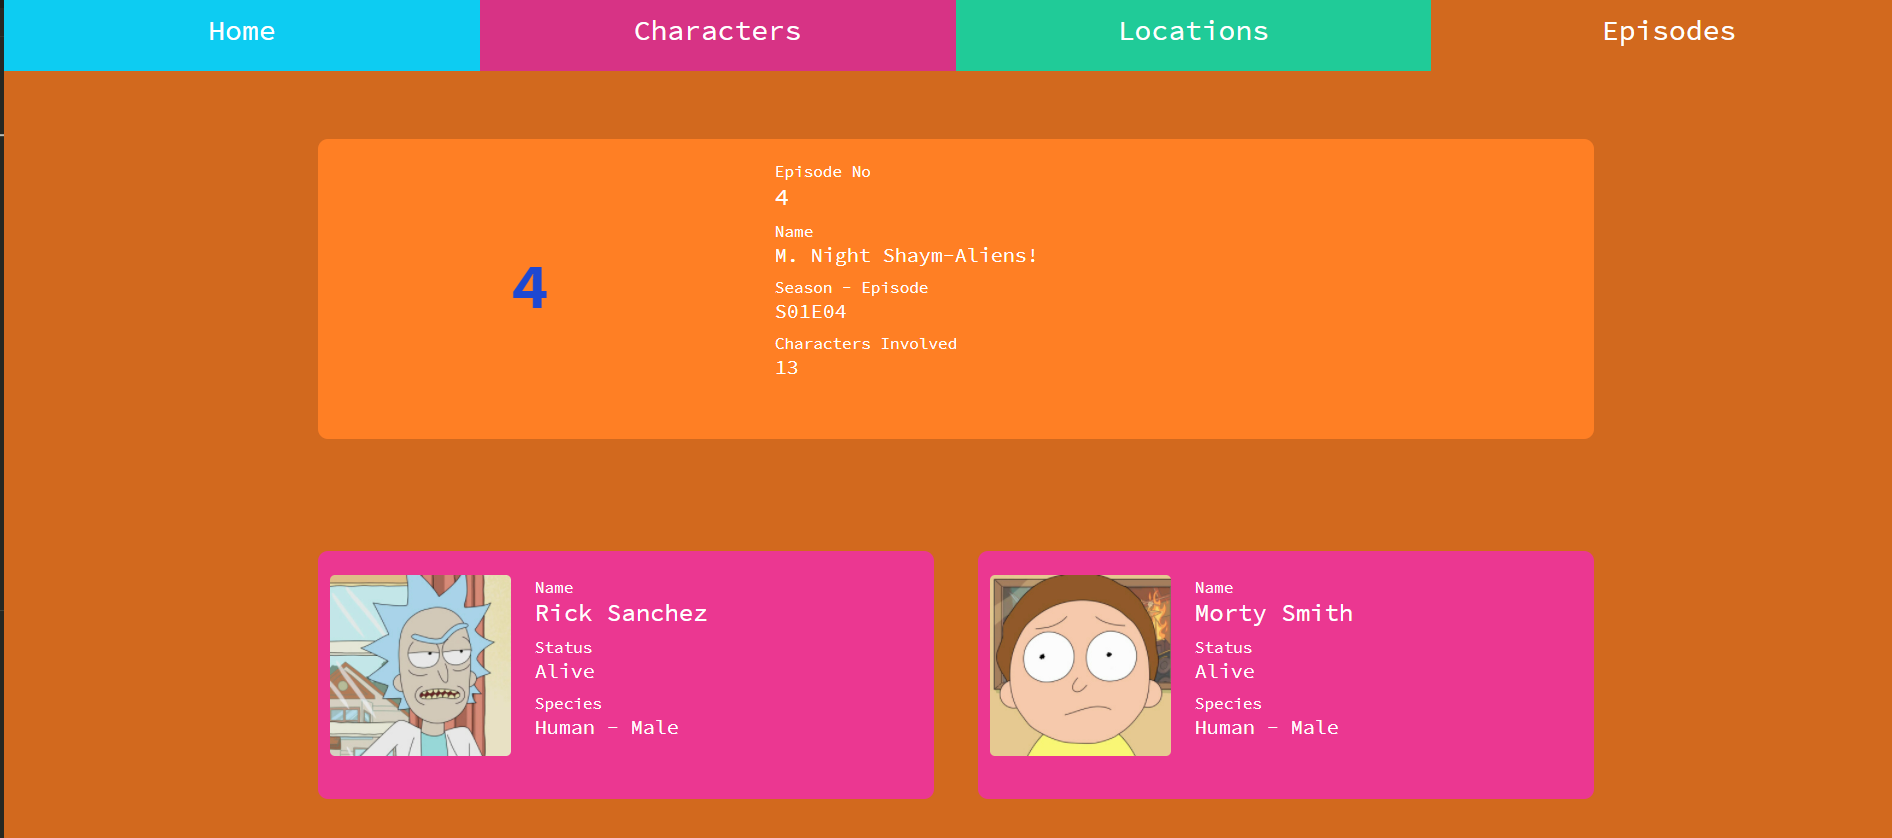 Home
Characters
Locations
Episodes
4
Episode No
4
Name
M. Night Shaym-Aliens!
Season - Episode
S01E04
Characters Involved
13
Name
Rick Sanchez
Status
Alive
Species
Human - Male
Name
Morty Smith
Status
Alive
Species
Human - Male